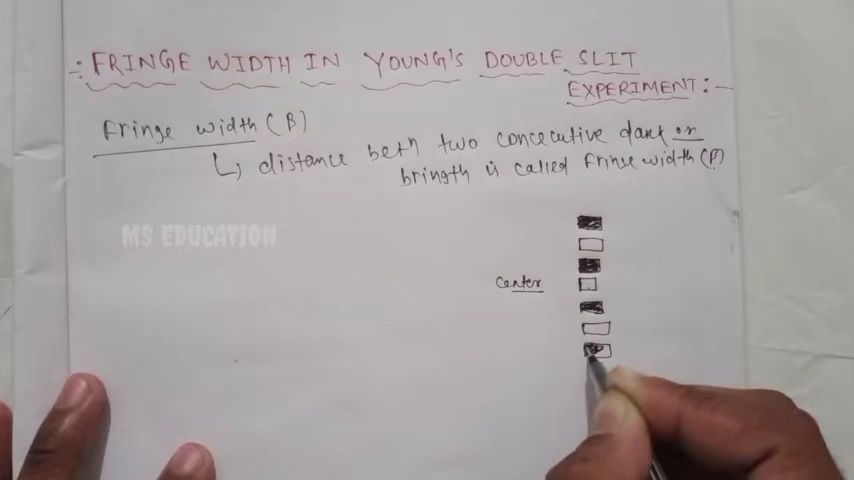 :- FRINGE WIDTH IN YOUNG'S DOUBLE SLIT
EXPERIMENT :-
Fringe width (β)
↳ distance betn two concecutive dark or
bringth is called fringe width (β)
MS EDUCATION
Center